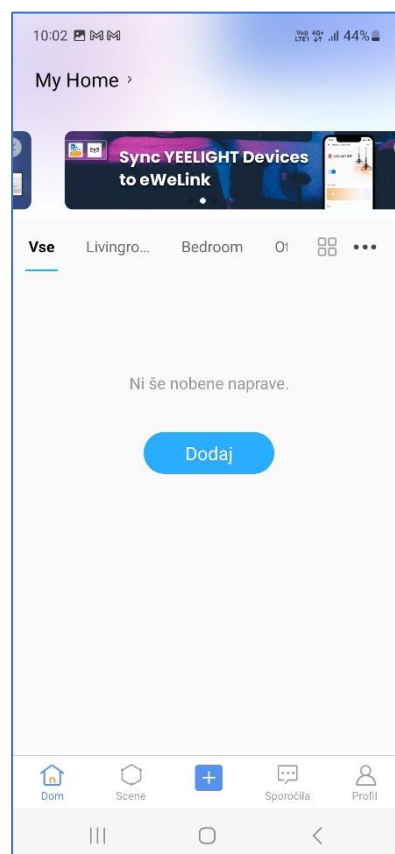 10:02 44%
My Home
Sync YEELIGHT Devices
to eWeLink
Vse Livingro... Bedroom
Ni še nobene naprave.
Dodaj
Dom Scene Sporočila Profil